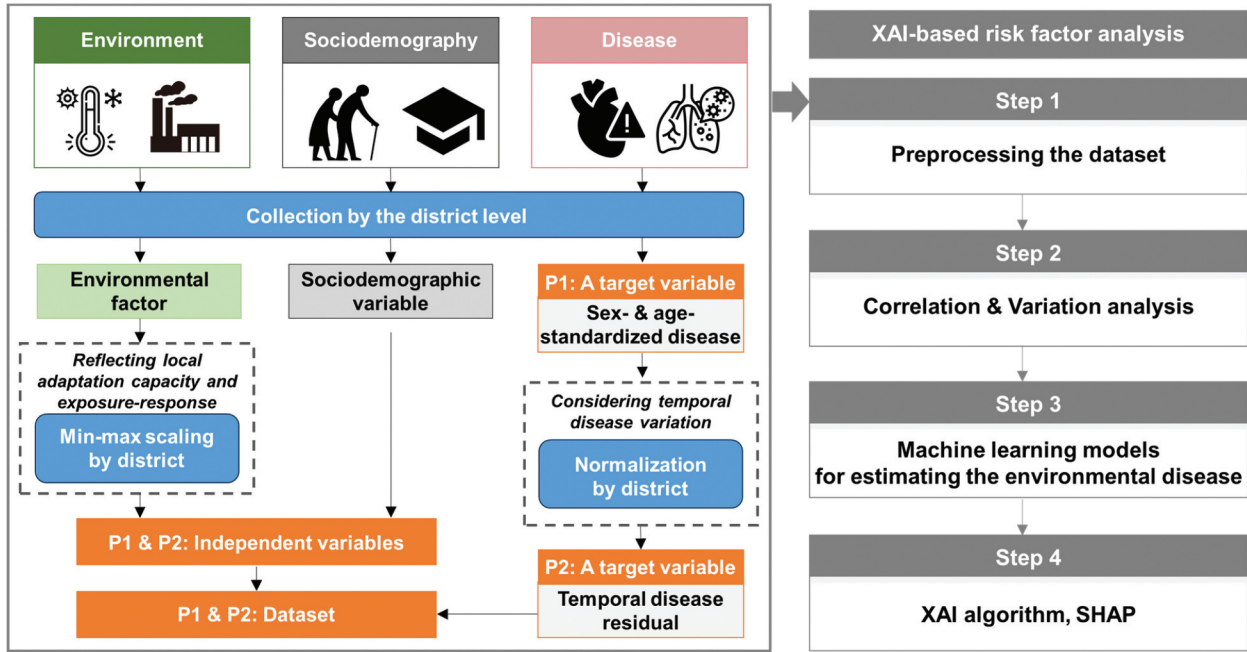 Environment
Sociodemography
Disease
Collection by the district level
Environmental
factor
Sociodemographic
variable
P1: A target variable
Sex- & age-
standardized disease
Reflecting local
adaptation capacity and
exposure-response
Min-max scaling
by district
Considering temporal
disease variation
Normalization
by district
P1 & P2: Independent variables
P2: A target variable
Temporal disease
residual
P1 & P2: Dataset
XAI-based risk factor analysis
Step 1
Preprocessing the dataset
Step 2
Correlation & Variation analysis
Step 3
Machine learning models
for estimating the environmental disease
Step 4
XAI algorithm, SHAP